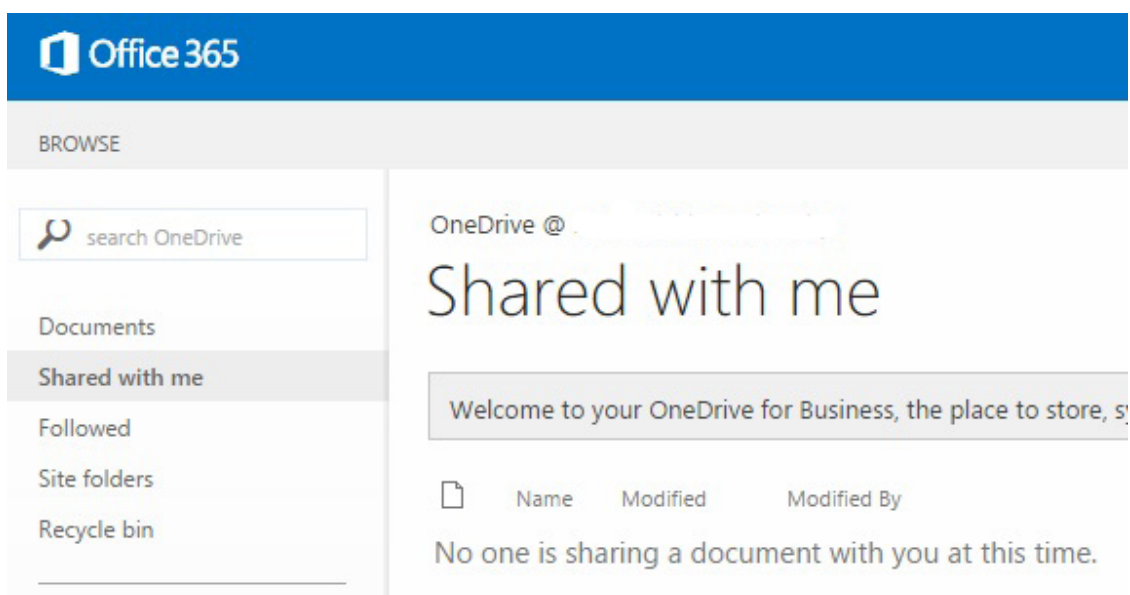 Office 365
BROWSE
search OneDrive
Documents
Shared with me
Followed
Site folders
Recycle bin
OneDrive @
Shared with me
Welcome to your OneDrive for Business, the place to store,
Name Modified Modified By
No one is sharing a document with you at this time.